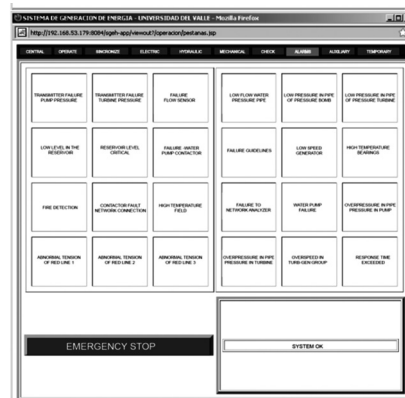 SISTEMA DE GENERACION DE ENERGIA - UNIVERSIDAD DEL VALLE - Mozilla Firefox
http://192.168.53.179:8084/sgeh-app/viewout?/operacion/pestanas.jsp
CENTRAL OPERATE SINCRONIZE ELECTRIC HYDRAULIC MECHANICAL CHECK ALARMS AUXILIARY TEMPORARY
TRANSMITTER FAILURE
PUMP PRESSURE
TRANSMITTER FAILURE
TURBINE PRESSURE
FAILURE
FLOW SENSOR
LOW FLOW WATER
PRESSURE PIPE
LOW PRESSURE IN PIPE
OF PRESSURE BOMB
LOW PRESSURE IN PIPE
OF PRESSURE TURBINE
LOW LEVEL IN THE
RESERVOIR
RESERVOIR LEVEL
CRITICAL
FAILURE -WATER
PUMP CONTACTOR
FAILURE GUIDELINES
LOW SPEED
GENERATOR
HIGH TEMPERATURE
BEARINGS
FIRE DETECTION
CONTACTOR FAULT
NETWORK CONNECTION
HIGH TEMPERATURE
FIELD
FAILURE TO
NETWORK ANALYZER
WATER PUMP
FAILURE
OVERPRESSURE IN PIPE
PRESSURE IN PUMP
ABNORMAL TENSION
OF RED LINE 1
ABNORMAL TENSION
OF RED LINE 2
ABNORMAL TENSION
OF RED LINE 3
OVERPRESSURE IN PIPE
PRESSURE IN TURBINE
OVERSPEED IN
TURB-GEN GROUP
RESPONSE TIME
EXCEEDED
EMERGENCY STOP
SYSTEM OK